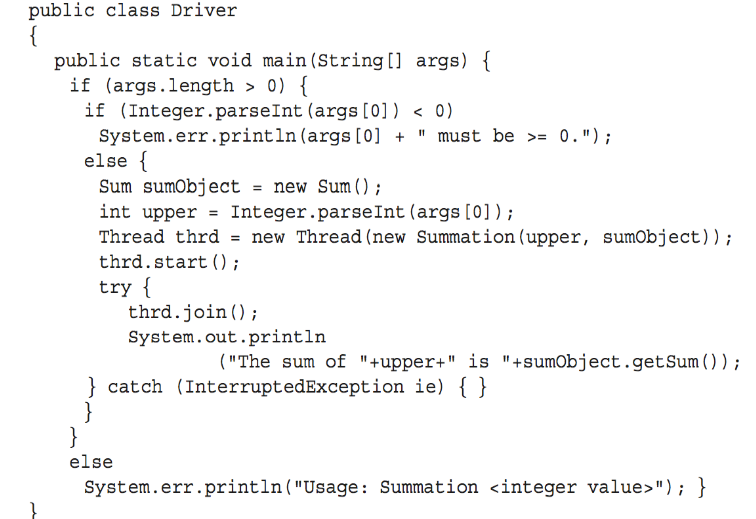 public class Driver
{
public static void main(String[] args) {
if (args.length > 0) {
if (Integer.parseInt(args[0]) < 0)
System.err.println(args[0] + " must be >= 0.");
else {
Sum sumObject = new Sum();
int upper = Integer.parseInt(args[0]);
Thread thrd = new Thread(new Summation(upper, sumObject));
thrd.start();
try {
thrd.join();
System.out.println
("The sum of "+upper+" is "+sumObject.getSum());
} catch (InterruptedException ie) { }
}
}
else
System.err.println("Usage: Summation <integer value>"); }
}